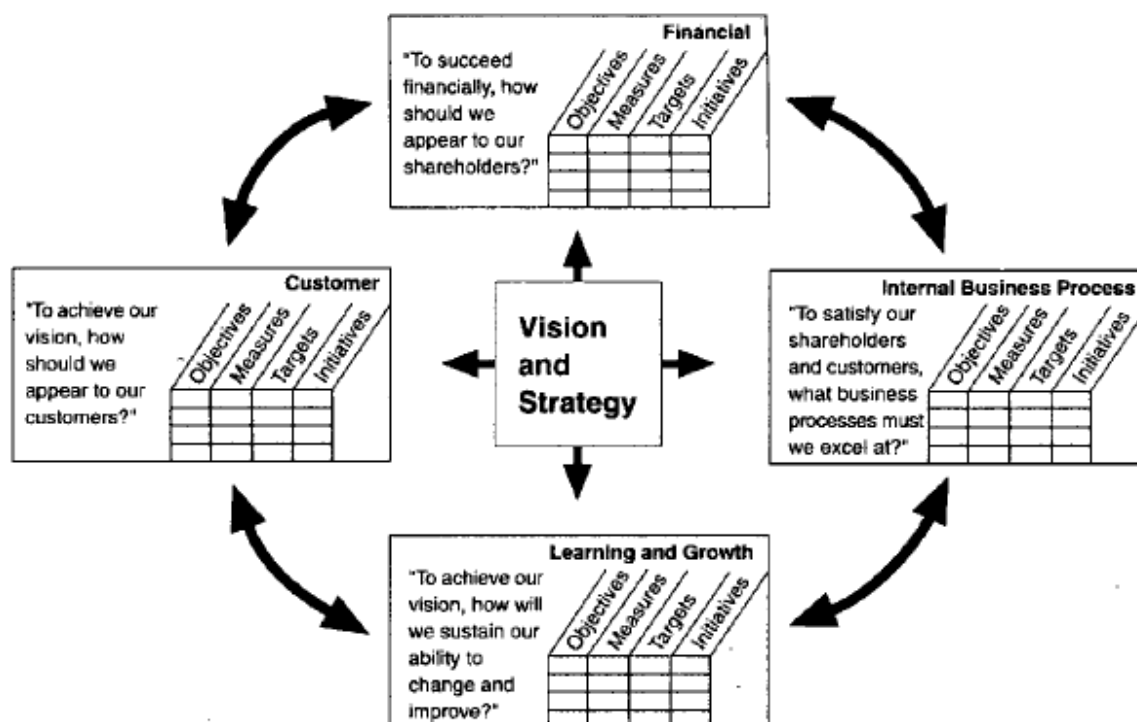 Financial
"To succeed
financially, how
should we
appear to our
shareholders?"
Objectives
Measures
Targets
Initiatives
Customer
"To achieve our
vision, how
should we
appear to our
customers?"
Objectives
Measures
Targets
Initiatives
Vision
and
Strategy
Internal Business Process
"To satisfy our
shareholders
and customers,
what business
processes must
we excel at?"
Objectives
Measures
Targets
Initiatives
Learning and Growth
"To achieve our
vision, how will
we sustain our
ability to
change and
improve?"
Objectives
Measures
Targets
Initiatives